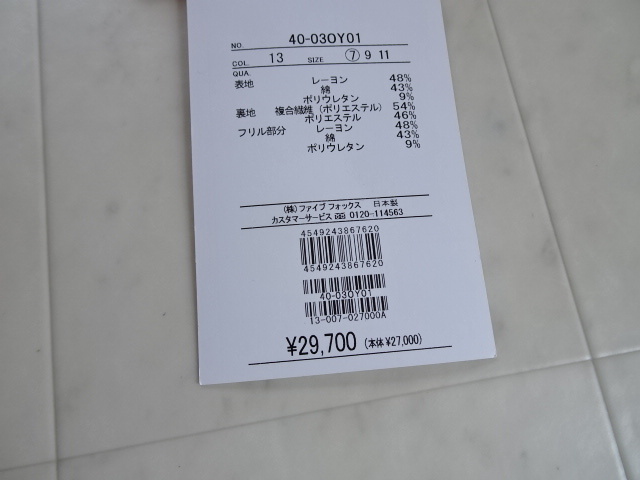 NO. 40-03OY01
COL. 13 SIZE 7 9 11
QUA.
表地 レーヨン 48%
綿 43%
ポリウレタン 9%
裏地 複合繊維(ポリエステル) 54%
ポリエステル 46%
フリル部分 レーヨン 48%
綿 43%
ポリウレタン 9%
(株)ファイブ フォックス 日本製
カスタマーサービス 0120-114563
4549243867620
4549243867620
40-03OY01
13-007-027000A
¥29,700 (本体 ¥27,000)